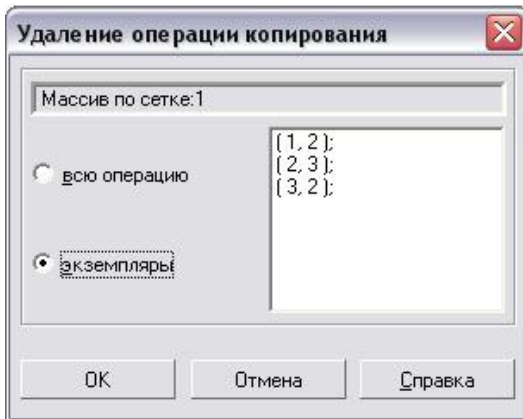 Удаление операции копирования
Массив по сетке:1
всю операцию
экземпляры
( 1, 2 );
( 2, 3 );
( 3, 2 );
OK
Отмена
Справка